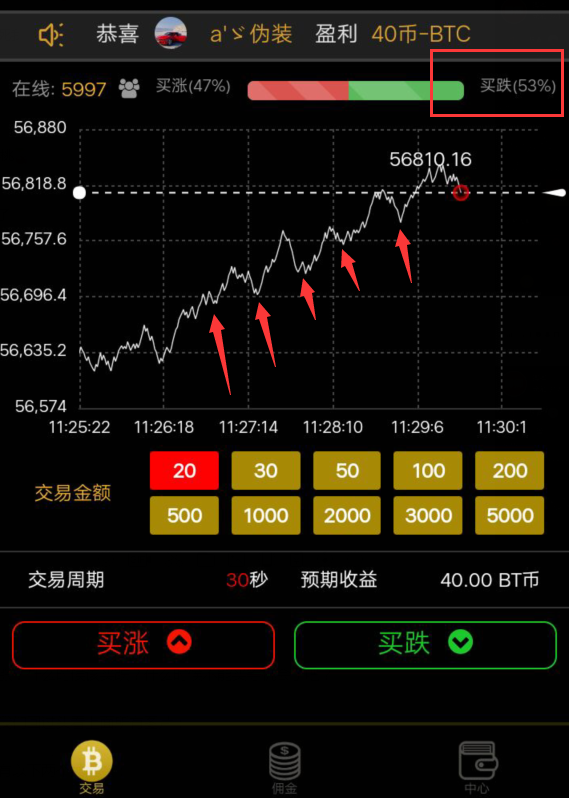 恭喜 a'ゞ伪装 盈利 40币-BTC
在线: 5997 买涨(47%) 买跌(53%)
56,880
56810.16
56,818.8
56,757.6
56,696.4
56,635.2
56,574
11:25:22 11:26:18 11:27:14 11:28:10 11:29:6 11:30:1
交易金额
20 30 50 100 200
500 1000 2000 3000 5000
交易周期 30秒 预期收益 40.00 BT币
买涨 买跌
交易 佣金 中心